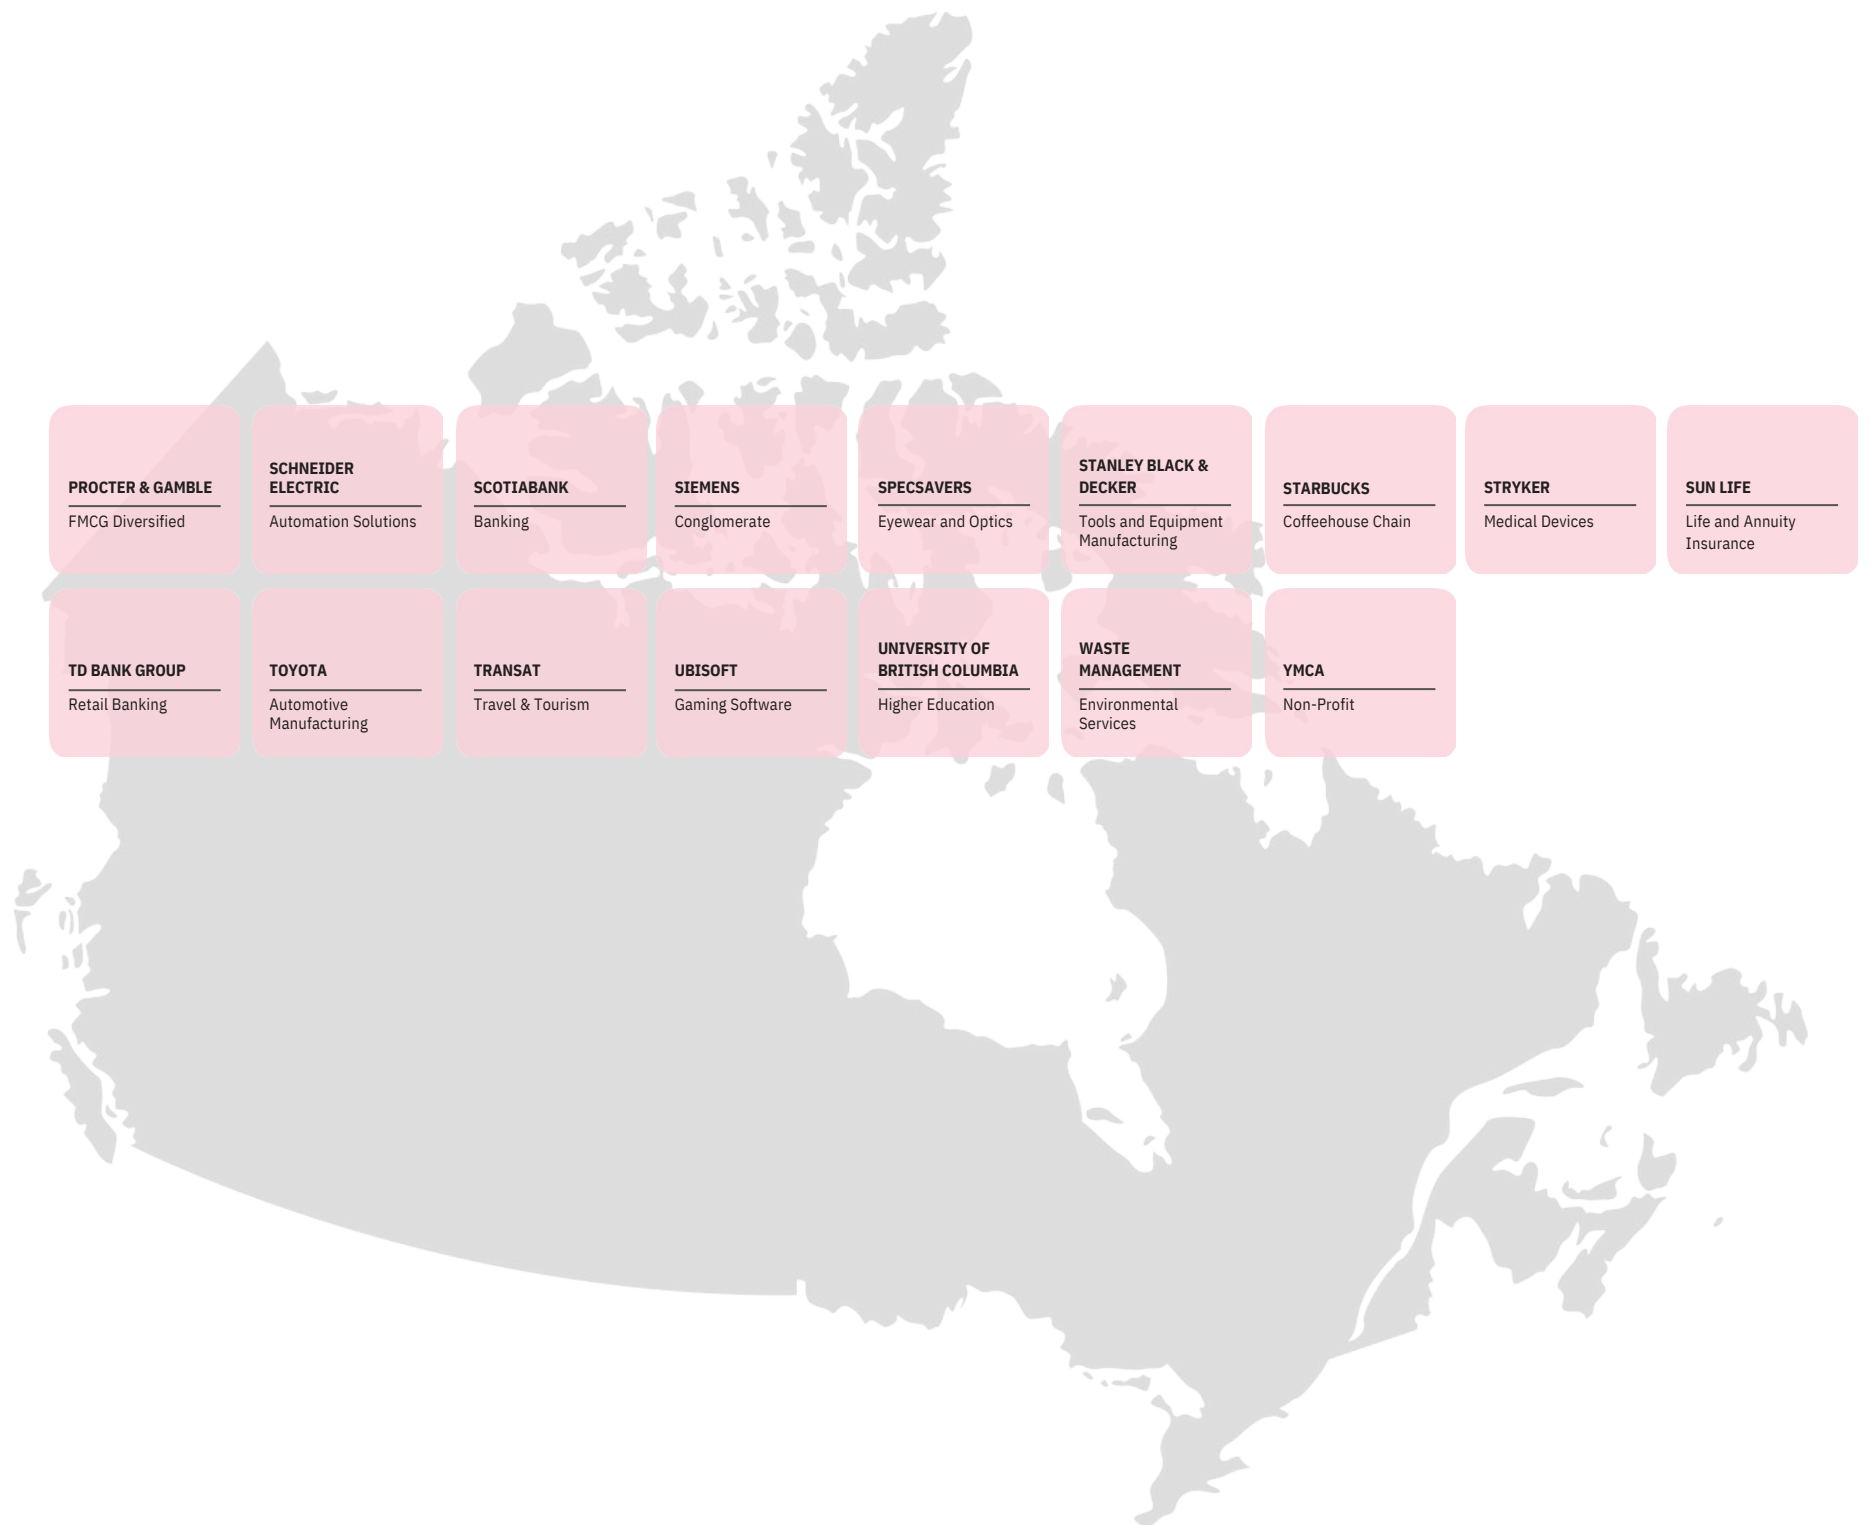 PROCTER & GAMBLE
FMCG Diversified
SCHNEIDER
ELECTRIC
Automation Solutions
SCOTIABANK
Banking
SIEMENS
Conglomerate
SPECSAVERS
Eyewear and Optics
STANLEY BLACK &
DECKER
Tools and Equipment
Manufacturing
STARBUCKS
Coffeehouse Chain
STRYKER
Medical Devices
SUN LIFE
Life and Annuity
Insurance
TD BANK GROUP
Retail Banking
TOYOTA
Automotive
Manufacturing
TRANSAT
Travel & Tourism
UBISOFT
Gaming Software
UNIVERSITY OF
BRITISH COLUMBIA
Higher Education
WASTE
MANAGEMENT
Environmental
Services
YMCA
Non-Profit